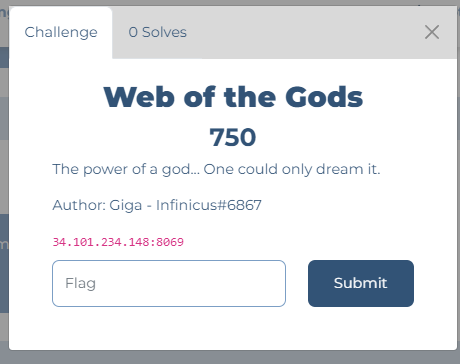 Challenge
0 Solves
Web of the Gods
750
The power of a god... One could only dream it.
Author: Giga - Infinicus#6867
34.101.234.148:8069
Flag
Submit